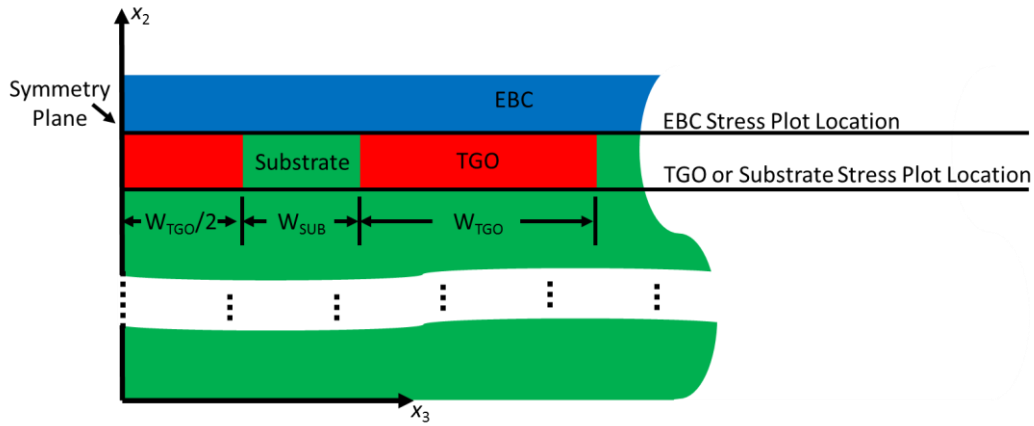 x2
Symmetry
Plane
EBC
EBC Stress Plot Location
Substrate
TGO
TGO or Substrate Stress Plot Location
WTGO/2
WSUB
WTGO
x3